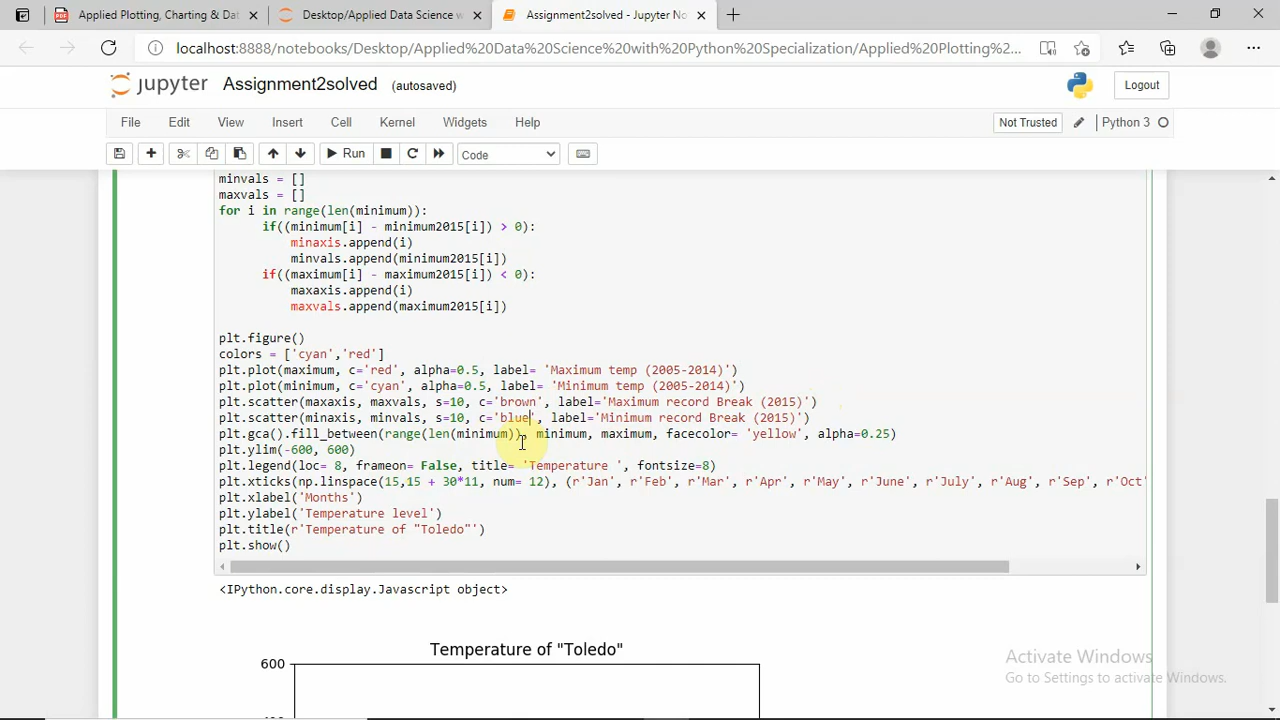 Applied Plotting, Charting & Dat
Desktop/Applied Data Science w
Assignment2solved - Jupyter No
localhost:8888/notebooks/Desktop/Applied%20Data%20Science%20with%20Python%20Specialization/Applied%20Plotting%2...
jupyter Assignment2solved (autosaved)
Logout
File Edit View Insert Cell Kernel Widgets Help
Not Trusted
Python 3
Run
Code
minvals = []
maxvals = []
for i in range(len(minimum)):
if((minimum[i] - minimum2015[i]) > 0):
minaxis.append(i)
minvals.append(minimum2015[i])
if((maximum[i] - maximum2015[i]) < 0):
maxaxis.append(i)
maxvals.append(maximum2015[i])
plt.figure()
colors = ['cyan','red']
plt.plot(maximum, c='red', alpha=0.5, label= 'Maximum temp (2005-2014)')
plt.plot(minimum, c='cyan', alpha=0.5, label= 'Minimum temp (2005-2014)')
plt.scatter(maxaxis, maxvals, s=10, c='brown', label='Maximum record Break (2015)')
plt.scatter(minaxis, minvals, s=10, c='blue', label='Minimum record Break (2015)')
plt.gca().fill_between(range(len(minimum)), minimum, maximum, facecolor= 'yellow', alpha=0.25)
plt.ylim(-600, 600)
plt.legend(loc= 8, frameon= False, title= 'Temperature ', fontsize=8)
plt.xticks(np.linspace(15,15 + 30*11, num= 12), (r'Jan', r'Feb', r'Mar', r'Apr', r'May', r'June', r'July', r'Aug', r'Sep', r'Oct'
plt.xlabel('Months')
plt.ylabel('Temperature level')
plt.title(r'Temperature of "Toledo"')
plt.show()
<IPython.core.display.Javascript object>
Temperature of "Toledo"
600
Activate Windows
Go to Settings to activate Windows.